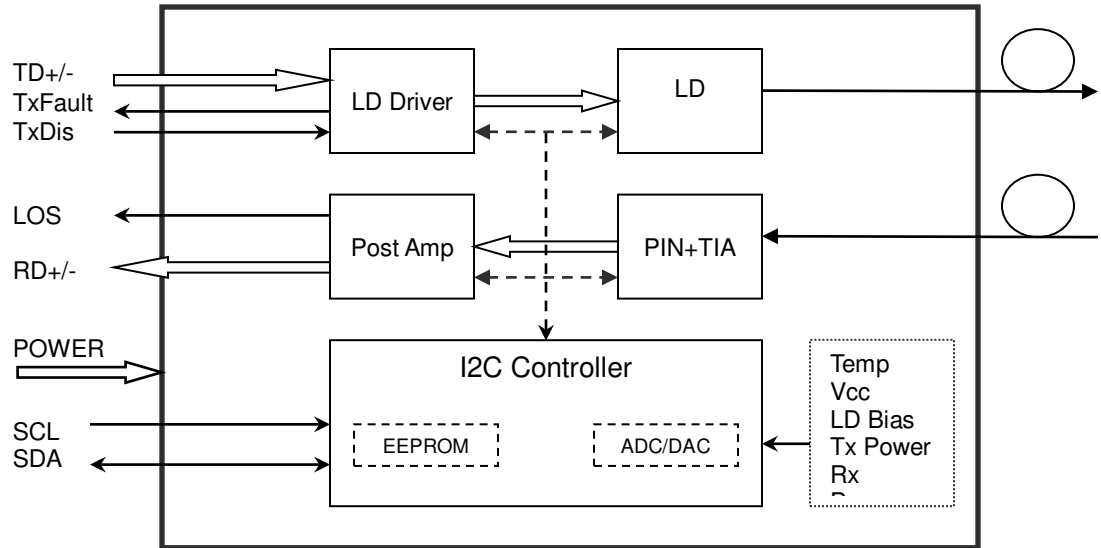 TD+/-
TxFault
TxDis
LD Driver
LD
LOS
RD+/-
Post Amp
PIN+TIA
POWER
SCL
SDA
I2C Controller
EEPROM
ADC/DAC
Temp
Vcc
LD Bias
Tx Power
Rx